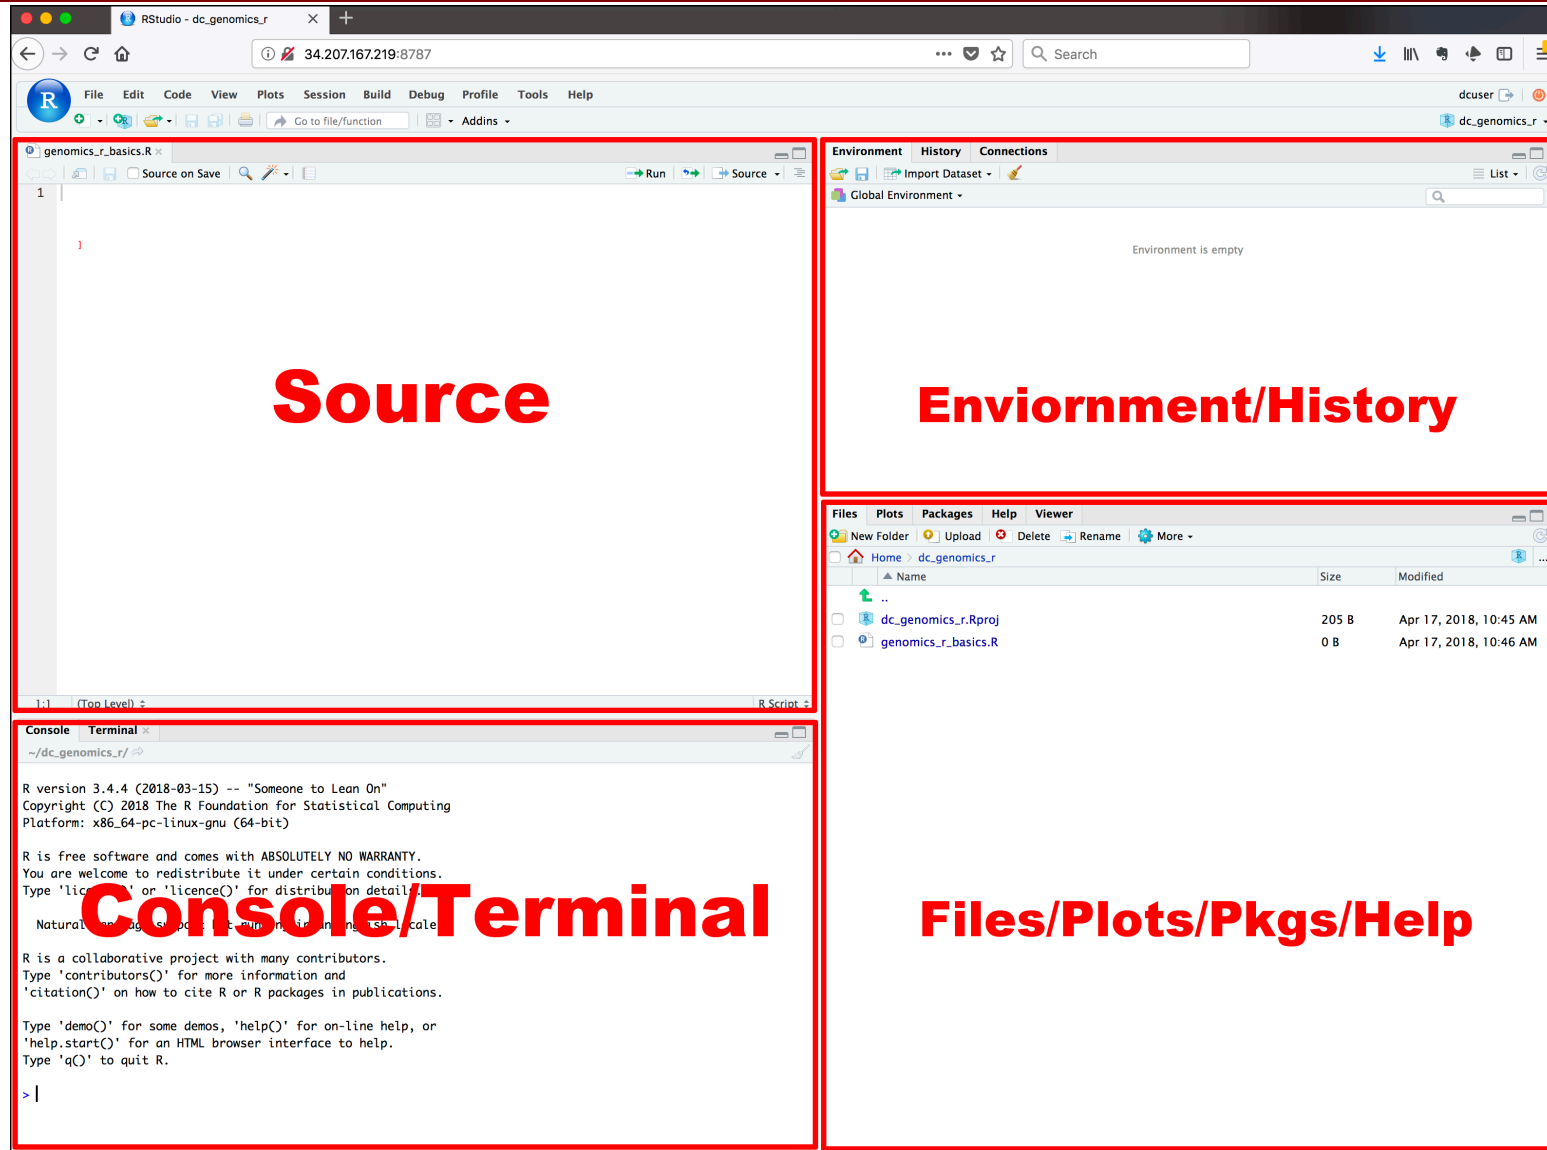 RStudio - dc_genomics_r
34.207.167.219:8787
Search
R
File Edit Code View Plots Session Build Debug Profile Tools Help
dcuser
Go to file/function
Addins
dc_genomics_r
genomics_r_basics.R
Source on Save
Run
Source
1
]
Source
1:1 (Top Level)
R Script
Environment History Connections
Import Dataset
List
Global Environment
Environment is empty
Enviornment/History
Console Terminal
~/dc_genomics_r/
R version 3.4.4 (2018-03-15) -- "Someone to Lean On"
Copyright (C) 2018 The R Foundation for Statistical Computing
Platform: x86_64-pc-linux-gnu (64-bit)
R is free software and comes with ABSOLUTELY NO WARRANTY.
You are welcome to redistribute it under certain conditions.
Type or 'licence()' for distribution details.
Console/Terminal
Natural
R is a collaborative project with many contributors.
Type 'contributors()' for more information and
'citation()' on how to cite R or R packages in publications.
Type 'demo()' for some demos, 'help()' for on-line help, or
'help.start()' for an HTML browser interface to help.
Type 'q()' to quit R.
>
Files Plots Packages Help Viewer
New Folder Upload Delete Rename More
Home dc_genomics_r
...
Name Size Modified
..
dc_genomics_r.Rproj 205 B Apr 17, 2018, 10:45 AM
genomics_r_basics.R 0 B Apr 17, 2018, 10:46 AM
Files/Plots/Pkgs/Help